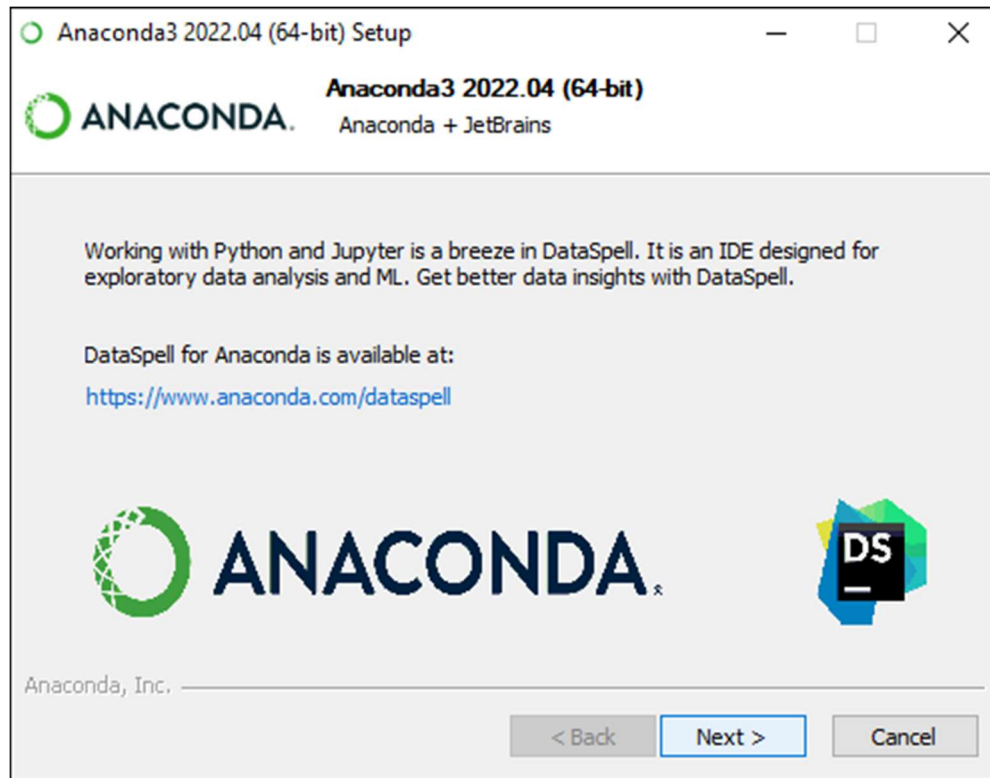 Anaconda3 2022.04 (64-bit) Setup
ANACONDA.
Anaconda3 2022.04 (64-bit)
Anaconda + JetBrains
Working with Python and Jupyter is a breeze in DataSpell. It is an IDE designed for
exploratory data analysis and ML. Get better data insights with DataSpell.
DataSpell for Anaconda is available at:
https://www.anaconda.com/dataspell
ANACONDA.
DS
Anaconda, Inc.
< Back
Next >
Cancel